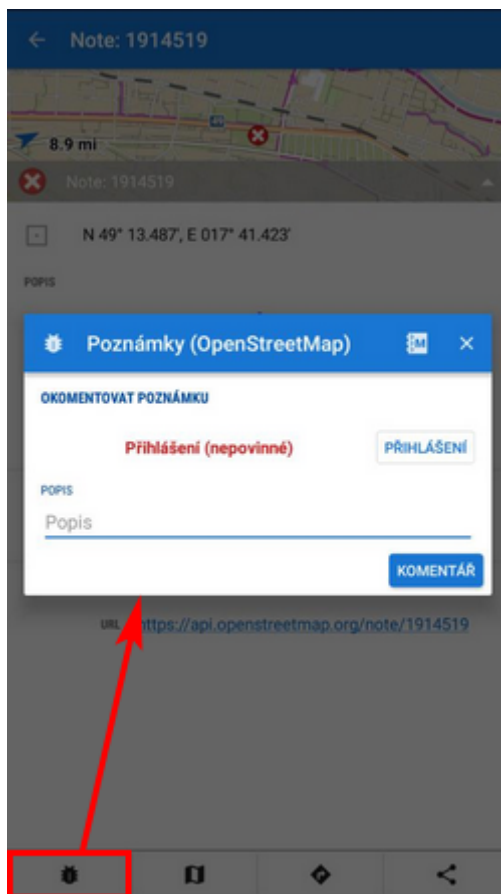 Note: 1914519
8.9 mi
Note: 1914519
N 49° 13.487', E 017° 41.423'
POPIS
Poznámky (OpenStreetMap)
OKOMENTOVAT POZNÁMKU
Přihlášení (nepovinné)
PŘIHLÁŠENÍ
POPIS
Popis
KOMENTÁŘ
URL https://api.openstreetmap.org/note/1914519